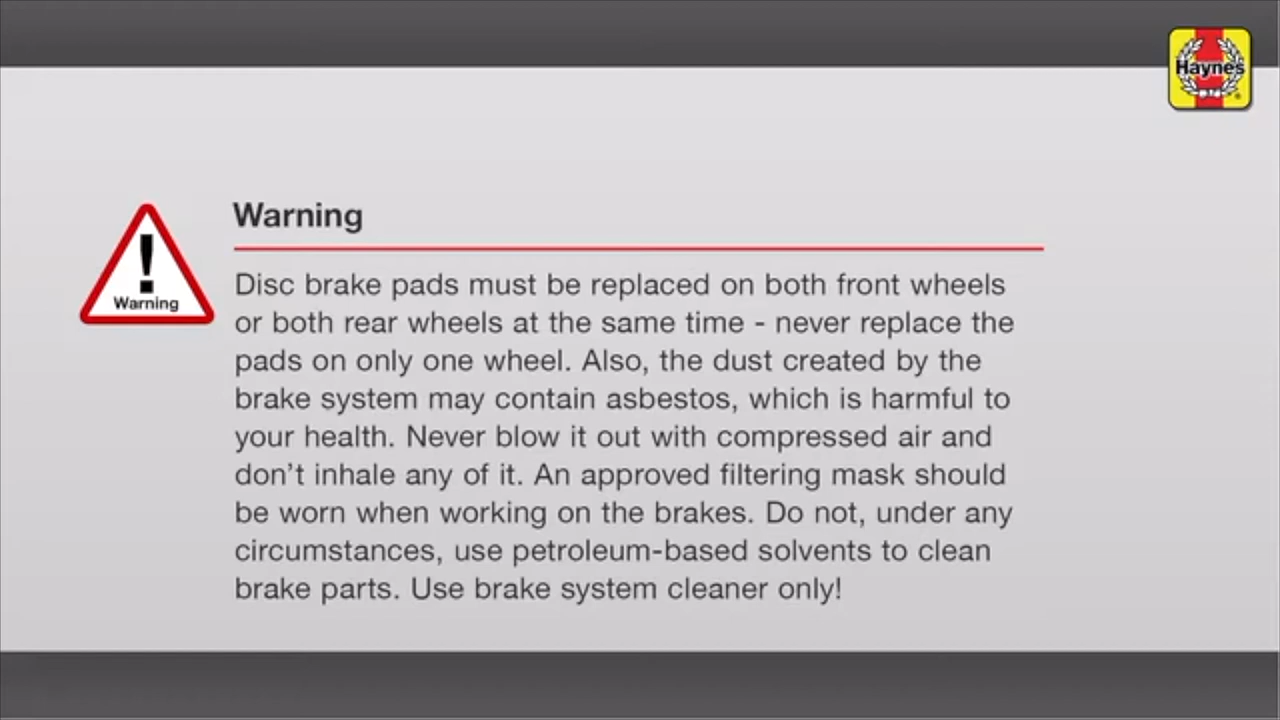 Haynes
Warning
Warning
Disc brake pads must be replaced on both front wheels
or both rear wheels at the same time - never replace the
pads on only one wheel. Also, the dust created by the
brake system may contain asbestos, which is harmful to
your health. Never blow it out with compressed air and
don't inhale any of it. An approved filtering mask should
be worn when working on the brakes. Do not, under any
circumstances, use petroleum-based solvents to clean
brake parts. Use brake system cleaner only!